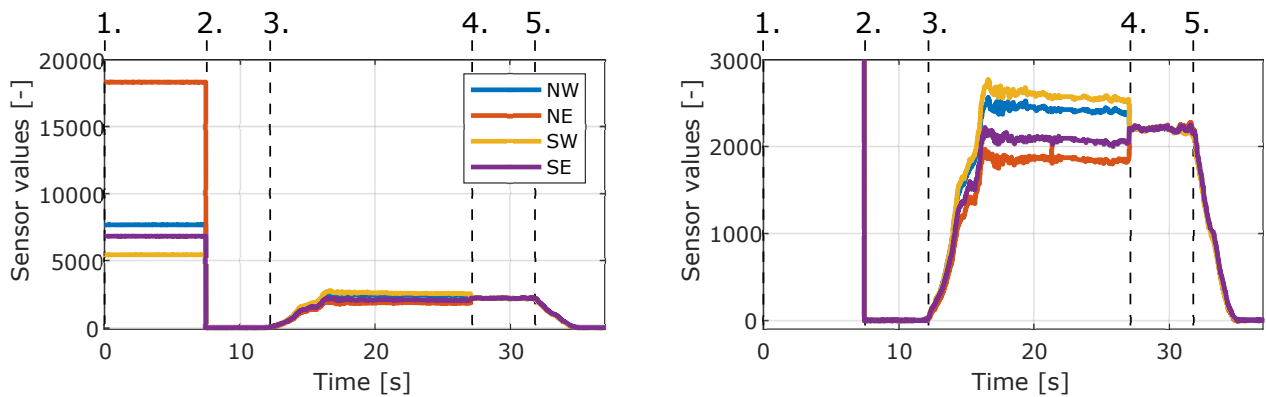 1. 2. 3. 4. 5.
20000
15000
10000
5000
0
Sensor values [-]
NW
NE
SW
SE
0 10 20 30
Time [s]
1. 2. 3. 4. 5.
3000
2000
1000
0
Sensor values [-]
0 10 20 30
Time [s]